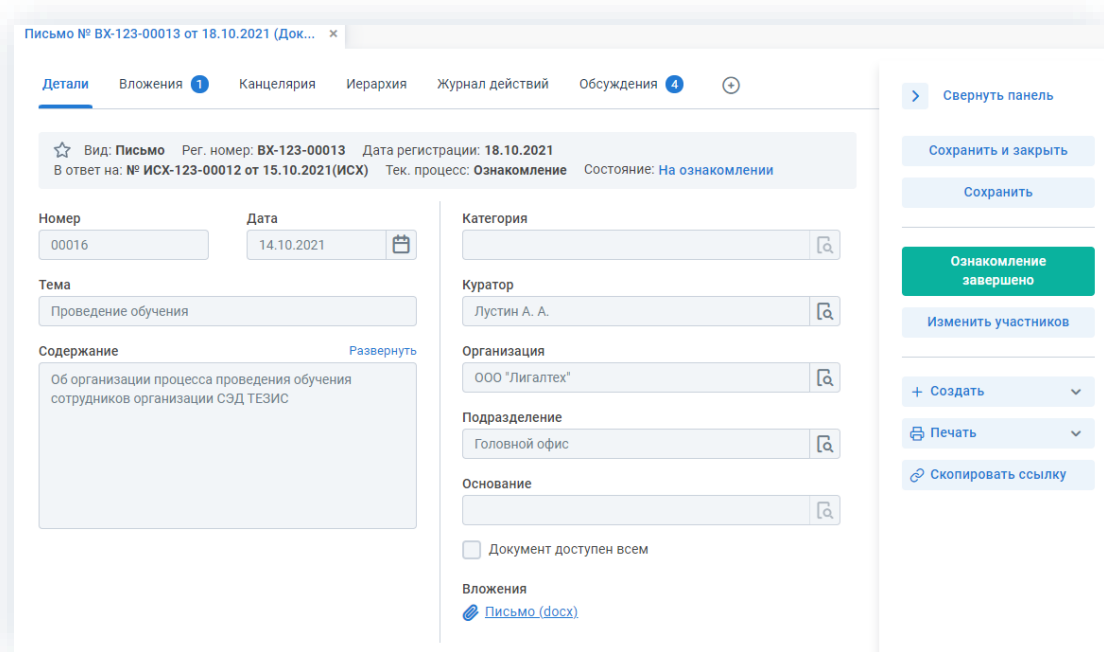 Письмо № ВХ-123-00013 от 18.10.2021 (Док... ×
Детали Вложения 1 Канцелярия Иерархия Журнал действий Обсуждения 4
Вид: Письмо Рег. номер: ВХ-123-00013 Дата регистрации: 18.10.2021
В ответ на: № ИСХ-123-00012 от 15.10.2021(ИСХ) Тек. процесс: Ознакомление Состояние: На ознакомлении
Номер Дата
00016 14.10.2021
Тема
Проведение обучения
Содержание Развернуть
Об организации процесса проведения обучения
сотрудников организации СЭД ТЕЗИС
Категория
Куратор
Лустин А. А.
Организация
ООО "Лигалтех"
Подразделение
Головной офис
Основание
Документ доступен всем
Вложения
Письмо (docx)
Свернуть панель
Сохранить и закрыть
Сохранить
Ознакомление
завершено
Изменить участников
+ Создать
Печать
Скопировать ссылку